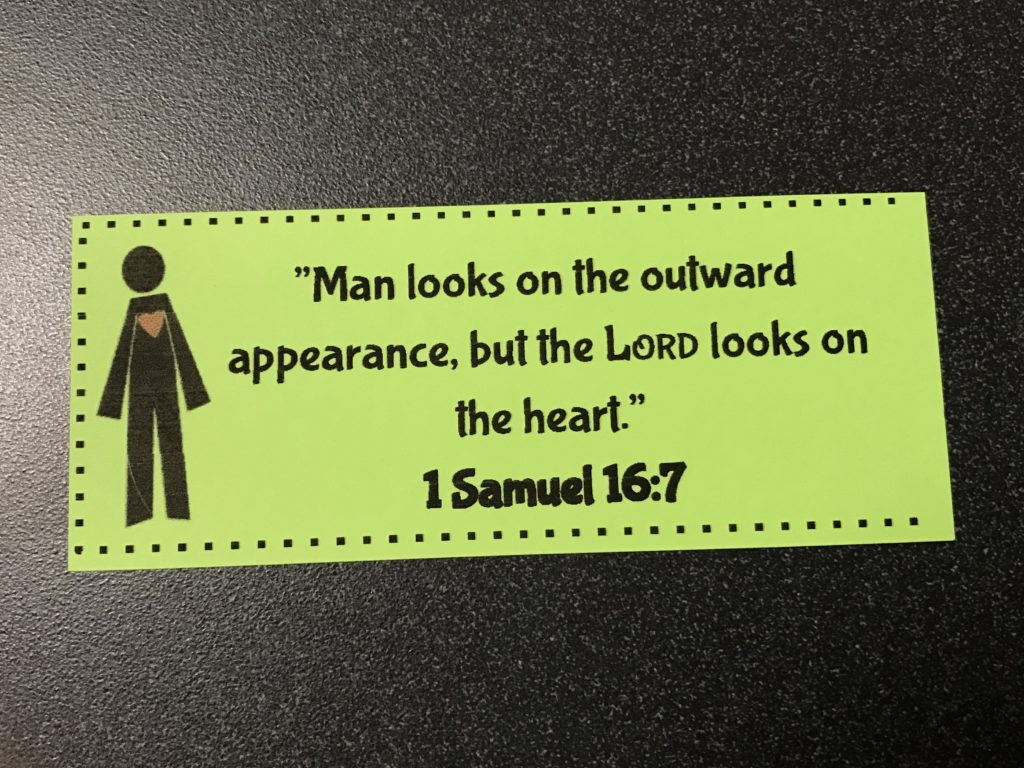 ”Man looks on the outward
appearance, but the LORD looks on
the heart.”
1 Samuel 16:7